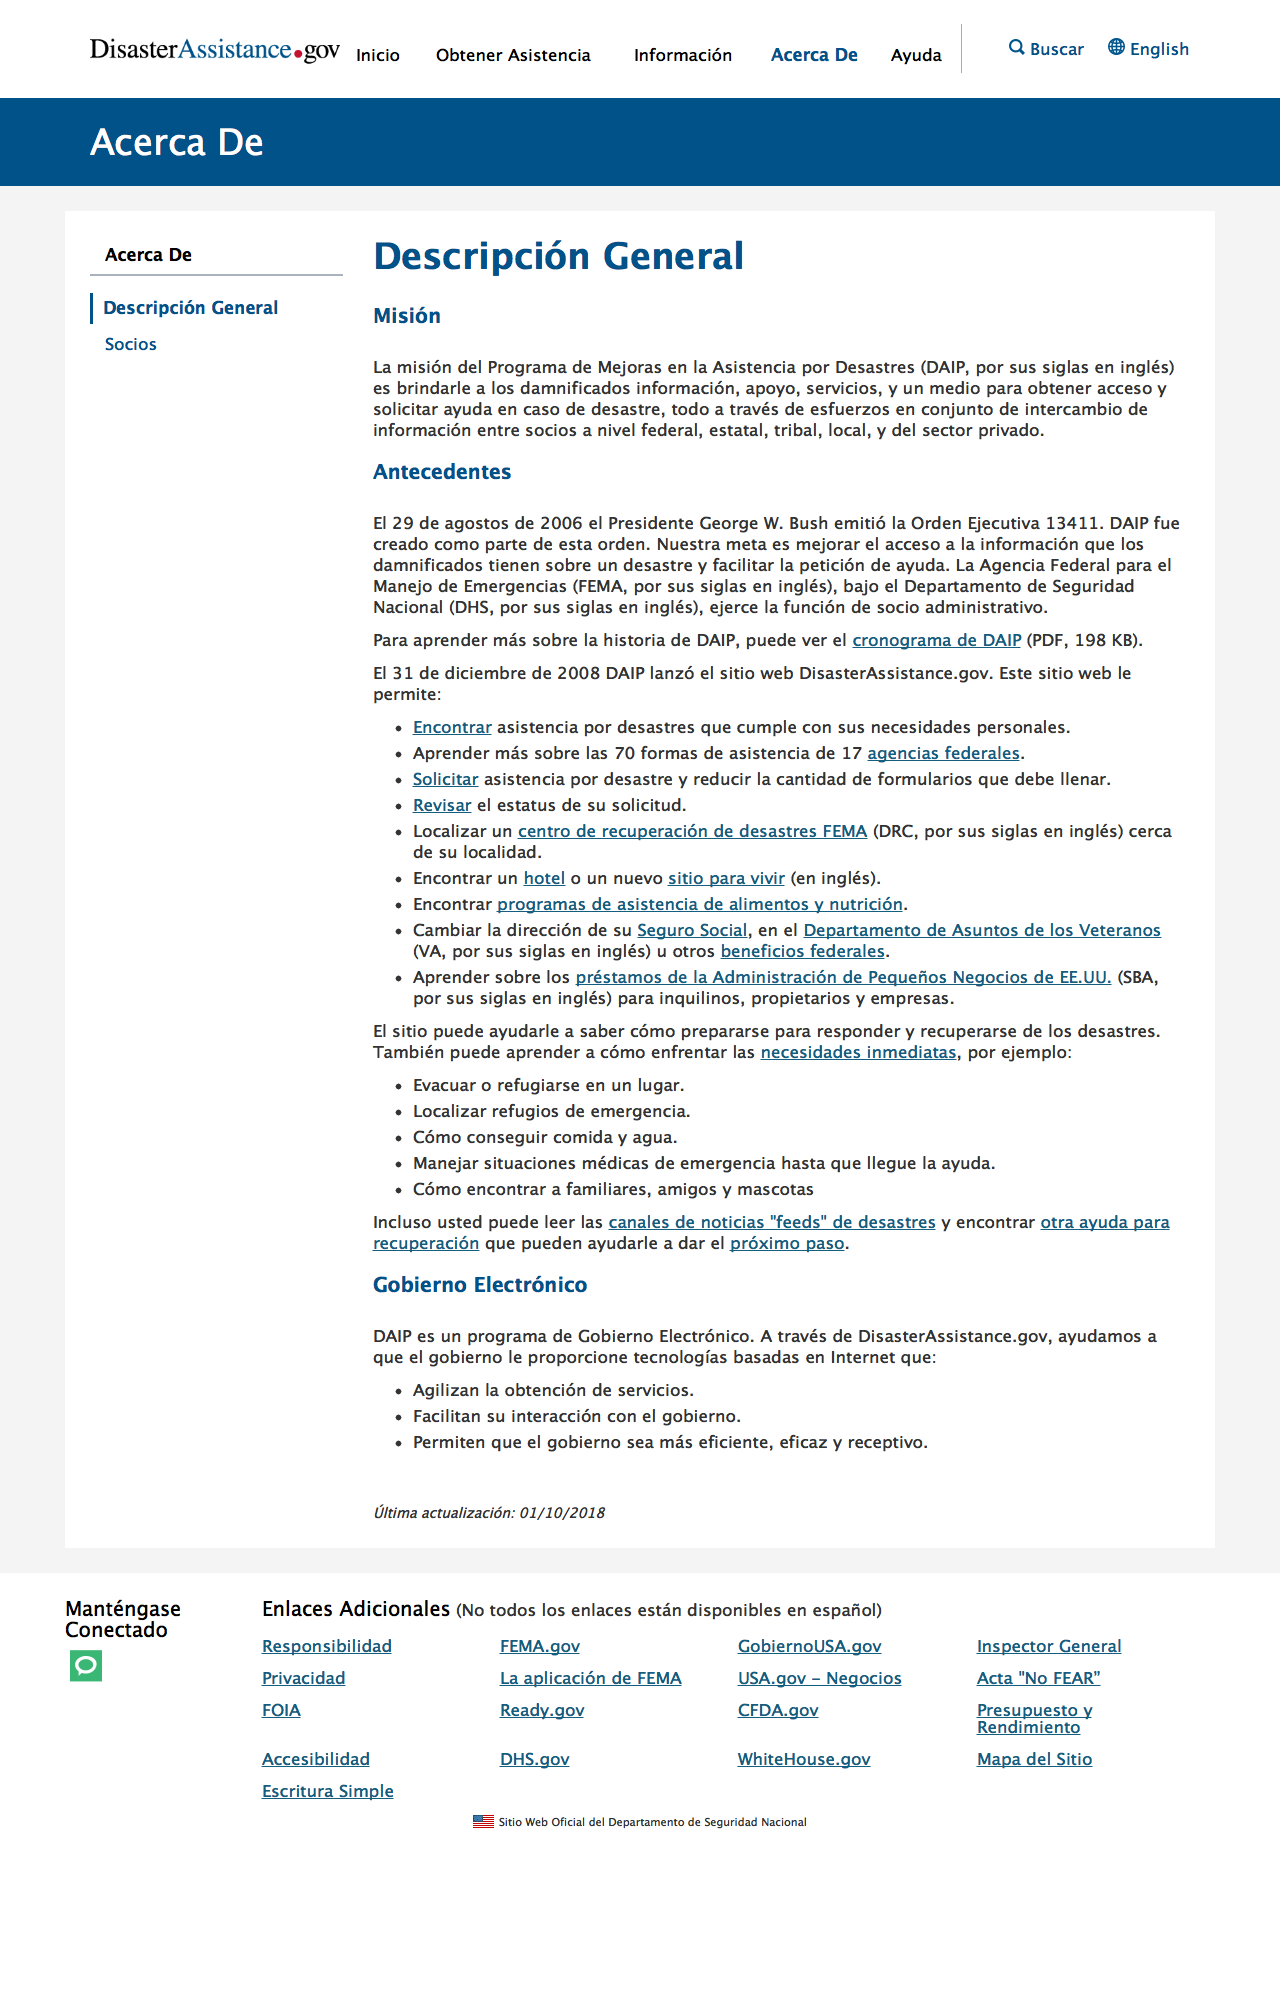 DisasterAssistance.gov
Inicio
Obtener Asistencia
Información
Acerca De
Ayuda
Buscar
English
Acerca De
Acerca De
Descripción General
Socios
Descripción General
Misión
La misión del Programa de Mejoras en la Asistencia por Desastres (DAIP, por sus siglas en inglés)
es brindarle a los damnificados información, apoyo, servicios, y un medio para obtener acceso y
solicitar ayuda en caso de desastre, todo a través de esfuerzos en conjunto de intercambio de
información entre socios a nivel federal, estatal, tribal, local, y del sector privado.
Antecedentes
El 29 de agostos de 2006 el Presidente George W. Bush emitió la Orden Ejecutiva 13411. DAIP fue
creado como parte de esta orden. Nuestra meta es mejorar el acceso a la información que los
damnificados tienen sobre un desastre y facilitar la petición de ayuda. La Agencia Federal para el
Manejo de Emergencias (FEMA, por sus siglas en inglés), bajo el Departamento de Seguridad
Nacional (DHS, por sus siglas en inglés), ejerce la función de socio administrativo.
Para aprender más sobre la historia de DAIP, puede ver el cronograma de DAIP (PDF, 198 KB).
El 31 de diciembre de 2008 DAIP lanzó el sitio web DisasterAssistance.gov. Este sitio web le
permite:
• Encontrar asistencia por desastres que cumple con sus necesidades personales.
• Aprender más sobre las 70 formas de asistencia de 17 agencias federales.
• Solicitar asistencia por desastre y reducir la cantidad de formularios que debe llenar.
• Revisar el estatus de su solicitud.
• Localizar un centro de recuperación de desastres FEMA (DRC, por sus siglas en inglés) cerca
de su localidad.
• Encontrar un hotel o un nuevo sitio para vivir (en inglés).
• Encontrar programas de asistencia de alimentos y nutrición.
• Cambiar la dirección de su Seguro Social, en el Departamento de Asuntos de los Veteranos
(VA, por sus siglas en inglés) u otros beneficios federales.
• Aprender sobre los préstamos de la Administración de Pequeños Negocios de EE.UU. (SBA,
por sus siglas en inglés) para inquilinos, propietarios y empresas.
El sitio puede ayudarle a saber cómo prepararse para responder y recuperarse de los desastres.
También puede aprender a cómo enfrentar las necesidades inmediatas, por ejemplo:
• Evacuar o refugiarse en un lugar.
• Localizar refugios de emergencia.
• Cómo conseguir comida y agua.
• Manejar situaciones médicas de emergencia hasta que llegue la ayuda.
• Cómo encontrar a familiares, amigos y mascotas
Incluso usted puede leer las canales de noticias "feeds" de desastres y encontrar otra ayuda para
recuperación que pueden ayudarle a dar el próximo paso.
Gobierno Electrónico
DAIP es un programa de Gobierno Electrónico. A través de DisasterAssistance.gov, ayudamos a
que el gobierno le proporcione tecnologías basadas en Internet que:
• Agilizan la obtención de servicios.
• Facilitan su interacción con el gobierno.
• Permiten que el gobierno sea más eficiente, eficaz y receptivo.
Última actualización: 01/10/2018
Manténgase
Conectado
Enlaces Adicionales (No todos los enlaces están disponibles en español)
Responsibilidad
FEMA.gov
GobiernoUSA.gov
Inspector General
Privacidad
La aplicación de FEMA
USA.gov – Negocios
Acta "No FEAR”
FOIA
Ready.gov
CFDA.gov
Presupuesto y
Rendimiento
Accesibilidad
DHS.gov
WhiteHouse.gov
Mapa del Sitio
Escritura Simple
Sitio Web Oficial del Departamento de Seguridad Nacional